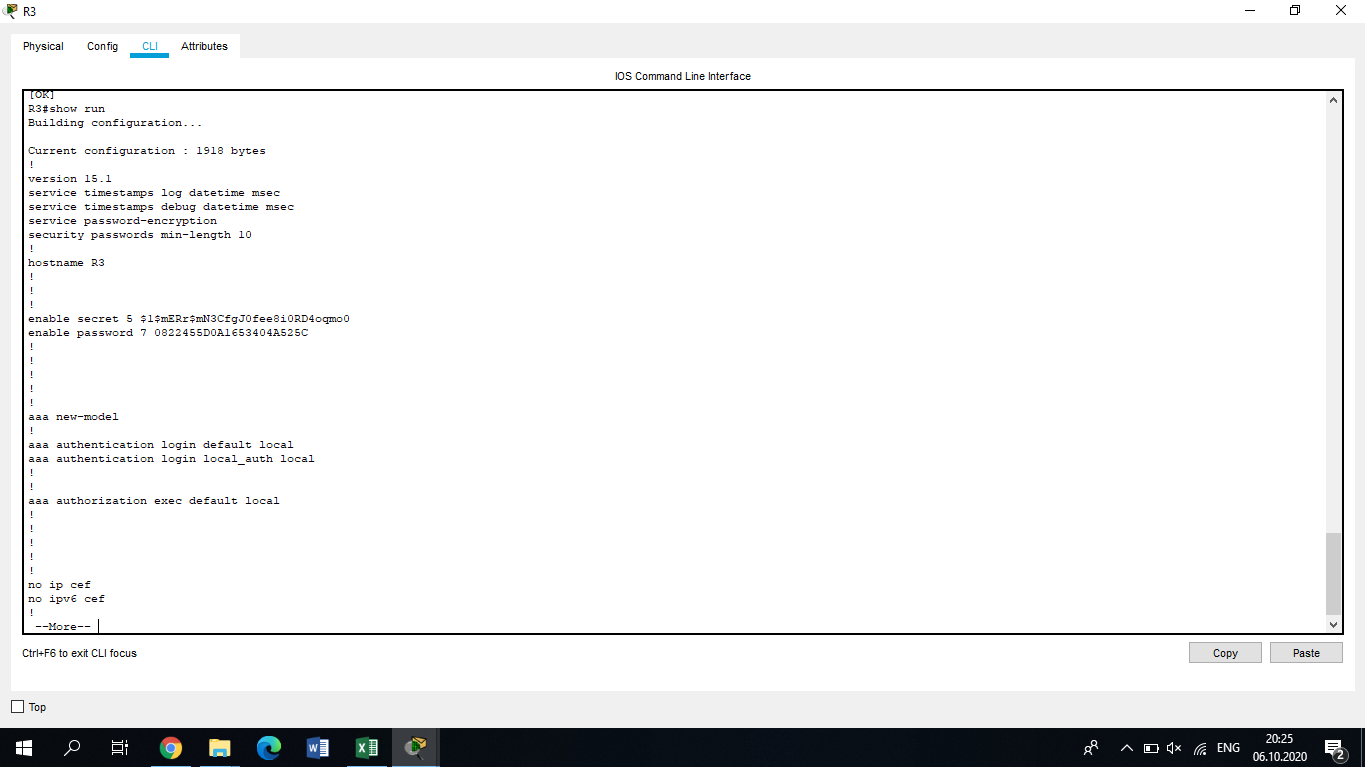 R3
Physical Config CLI Attributes
IOS Command Line Interface
[OK]
R3#show run
Building configuration...
Current configuration : 1918 bytes
!
version 15.1
service timestamps log datetime msec
service timestamps debug datetime msec
service password-encryption
security passwords min-length 10
!
hostname R3
!
!
!
enable secret 5 $1$mERr$mN3CfgJ0fee8i0RD4oqmo0
enable password 7 0822455D0A1653404A525C
!
!
!
!
!
aaa new-model
!
aaa authentication login default local
aaa authentication login local_auth local
!
!
aaa authorization exec default local
!
!
!
!
!
no ip cef
no ipv6 cef
!
--More--
Ctrl+F6 to exit CLI focus
Copy Paste
Top
ENG
20:25
06.10.2020
2